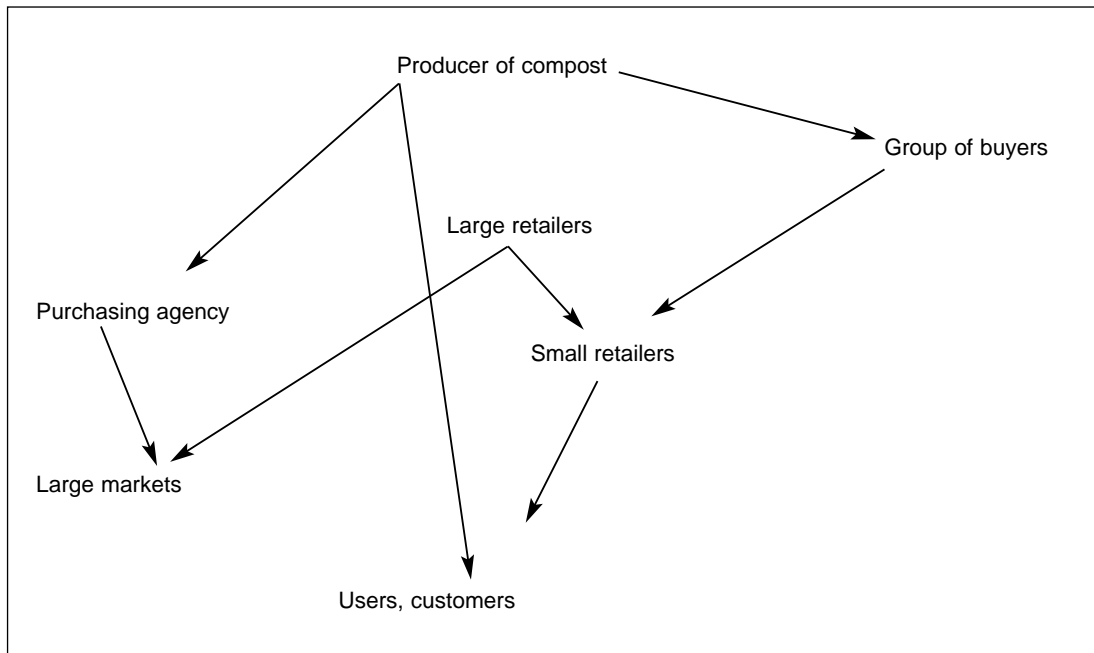 Producer of compost
Group of buyers
Large retailers
Purchasing agency
Small retailers
Large markets
Users, customers